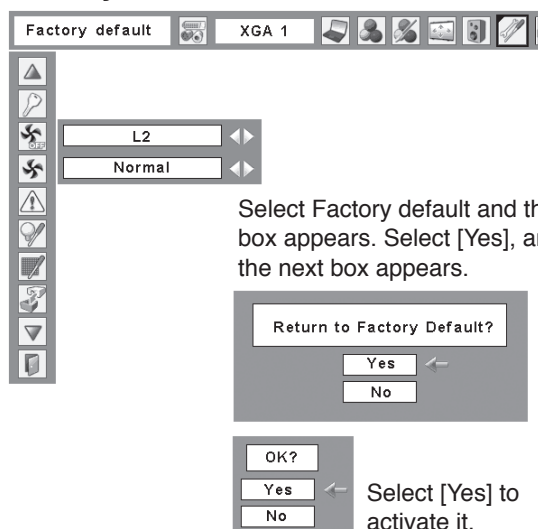 Factory default XGA 1
OFF
L2
Normal
Select Factory default and
box appears. Select [Yes],
the next box appears.
Return to Factory Default?
Yes
No
OK?
Yes
No
Select [Yes] to
activate it.